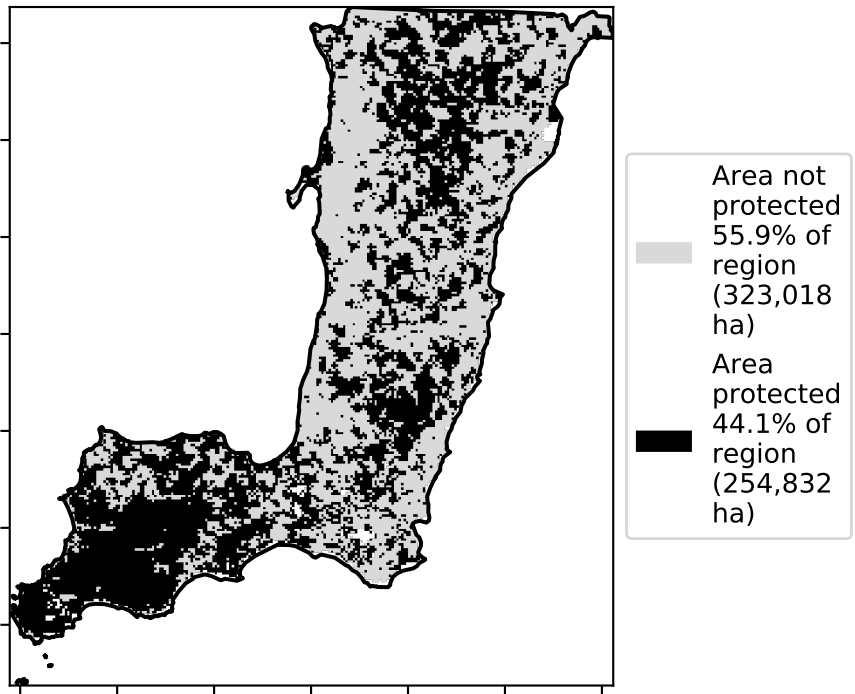 Area not
protected
55.9% of
region
(323,018
ha)
Area
protected
44.1% of
region
(254,832
ha)